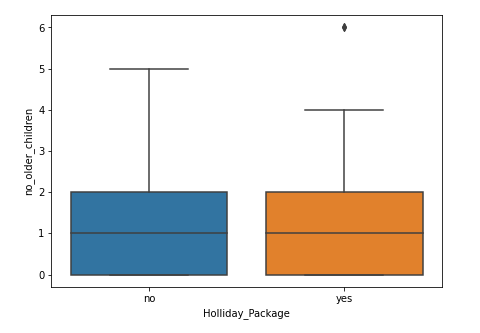 6
5
4
3
2
1
0
no_older_children
no
yes
Holliday_Package